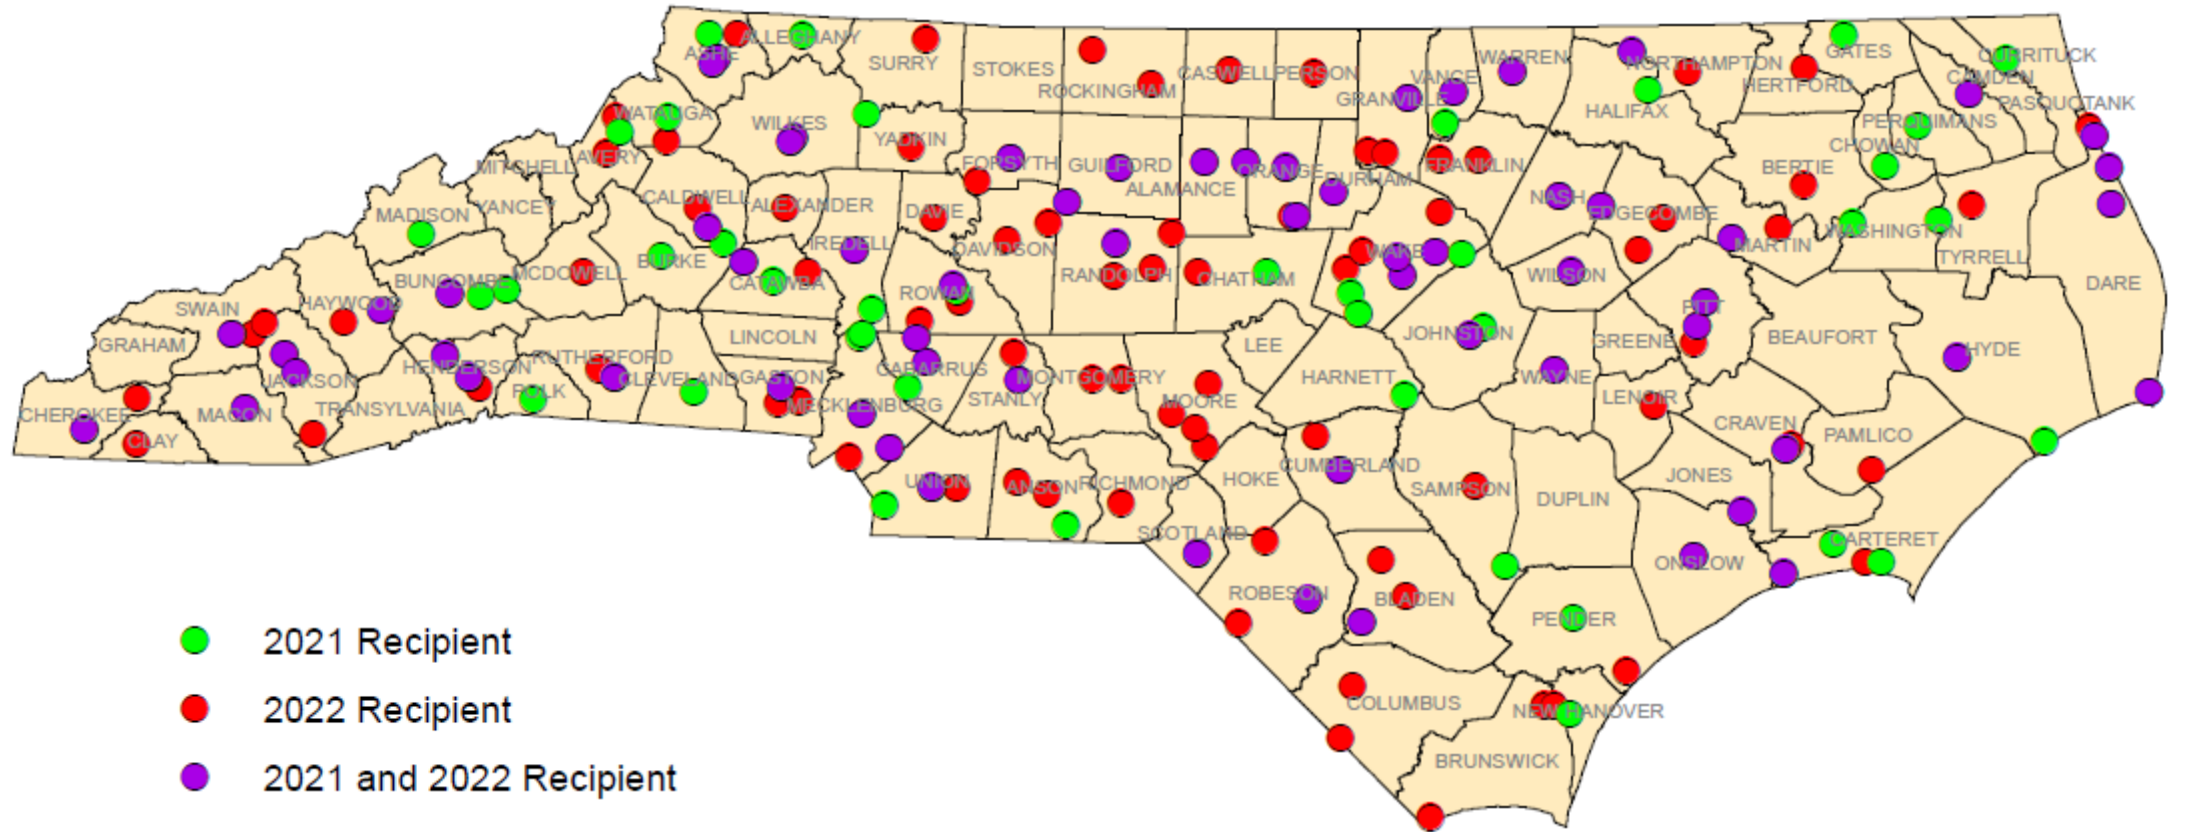 ASHE
ALLEGHANY
SURRY
STOKES
ROCKINGHAM
CASWELL
PERSON
GRANVILLE
VANCE
WARREN
NORTHAMPTON
HALIFAX
HERTFORD
GATES
CURRITUCK
CAMDEN
PASQUOTANK
PERQUIMANS
CHOWAN
WATAUGA
WILKES
YADKIN
FORSYTH
GUILFORD
ALAMANCE
ORANGE
DURHAM
FRANKLIN
NASH
EDGECOMBE
BERTIE
MARTIN
WASHINGTON
TYRRELL
DARE
MITCHELL
AVERY
YANCEY
MADISON
CALDWELL
ALEXANDER
DAVIE
IREDELL
DAVIDSON
RANDOLPH
CHATHAM
WAKE
WILSON
PITT
BEAUFORT
HYDE
BUNCOMBE
MCDOWELL
BURKE
CATAWBA
ROWAN
SWAIN
HAYWOOD
GRAHAM
LINCOLN
LEE
JOHNSTON
GREENE
HENDERSON
RUTHERFORD
POLK
CLEVELAND
GASTON
CABARRUS
MECKLENBURG
STANLY
MONTGOMERY
MOORE
HARNETT
WAYNE
LENOIR
CRAVEN
PAMLICO
JACKSON
MACON
TRANSYLVANIA
CHEROKEE
CLAY
UNION
ANSON
RICHMOND
HOKE
CUMBERLAND
SAMPSON
DUPLIN
JONES
SCOTLAND
ROBESON
BLADEN
ONSLOW
CARTERET
PENDER
COLUMBUS
NEW HANOVER
BRUNSWICK
2021 Recipient
2022 Recipient
2021 and 2022 Recipient